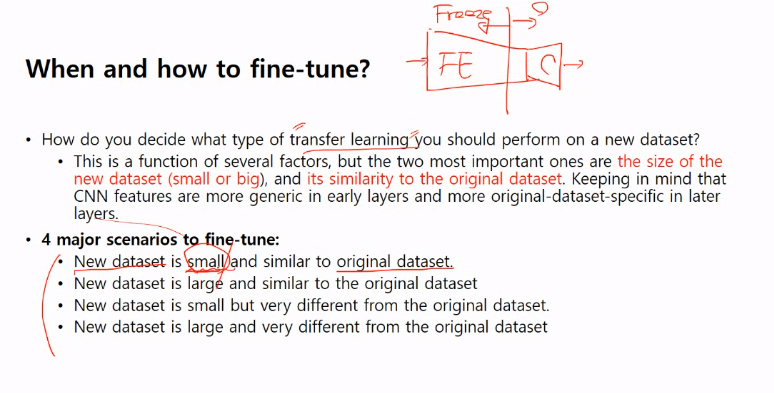 Freeze
FE
C
When and how to fine-tune?
• How do you decide what type of transfer learning you should perform on a new dataset?
• This is a function of several factors, but the two most important ones are the size of the
new dataset (small or big), and its similarity to the original dataset. Keeping in mind that
CNN features are more generic in early layers and more original-dataset-specific in later
layers.
• 4 major scenarios to fine-tune:
• New dataset is small and similar to original dataset.
• New dataset is large and similar to the original dataset
• New dataset is small but very different from the original dataset.
• New dataset is large and very different from the original dataset